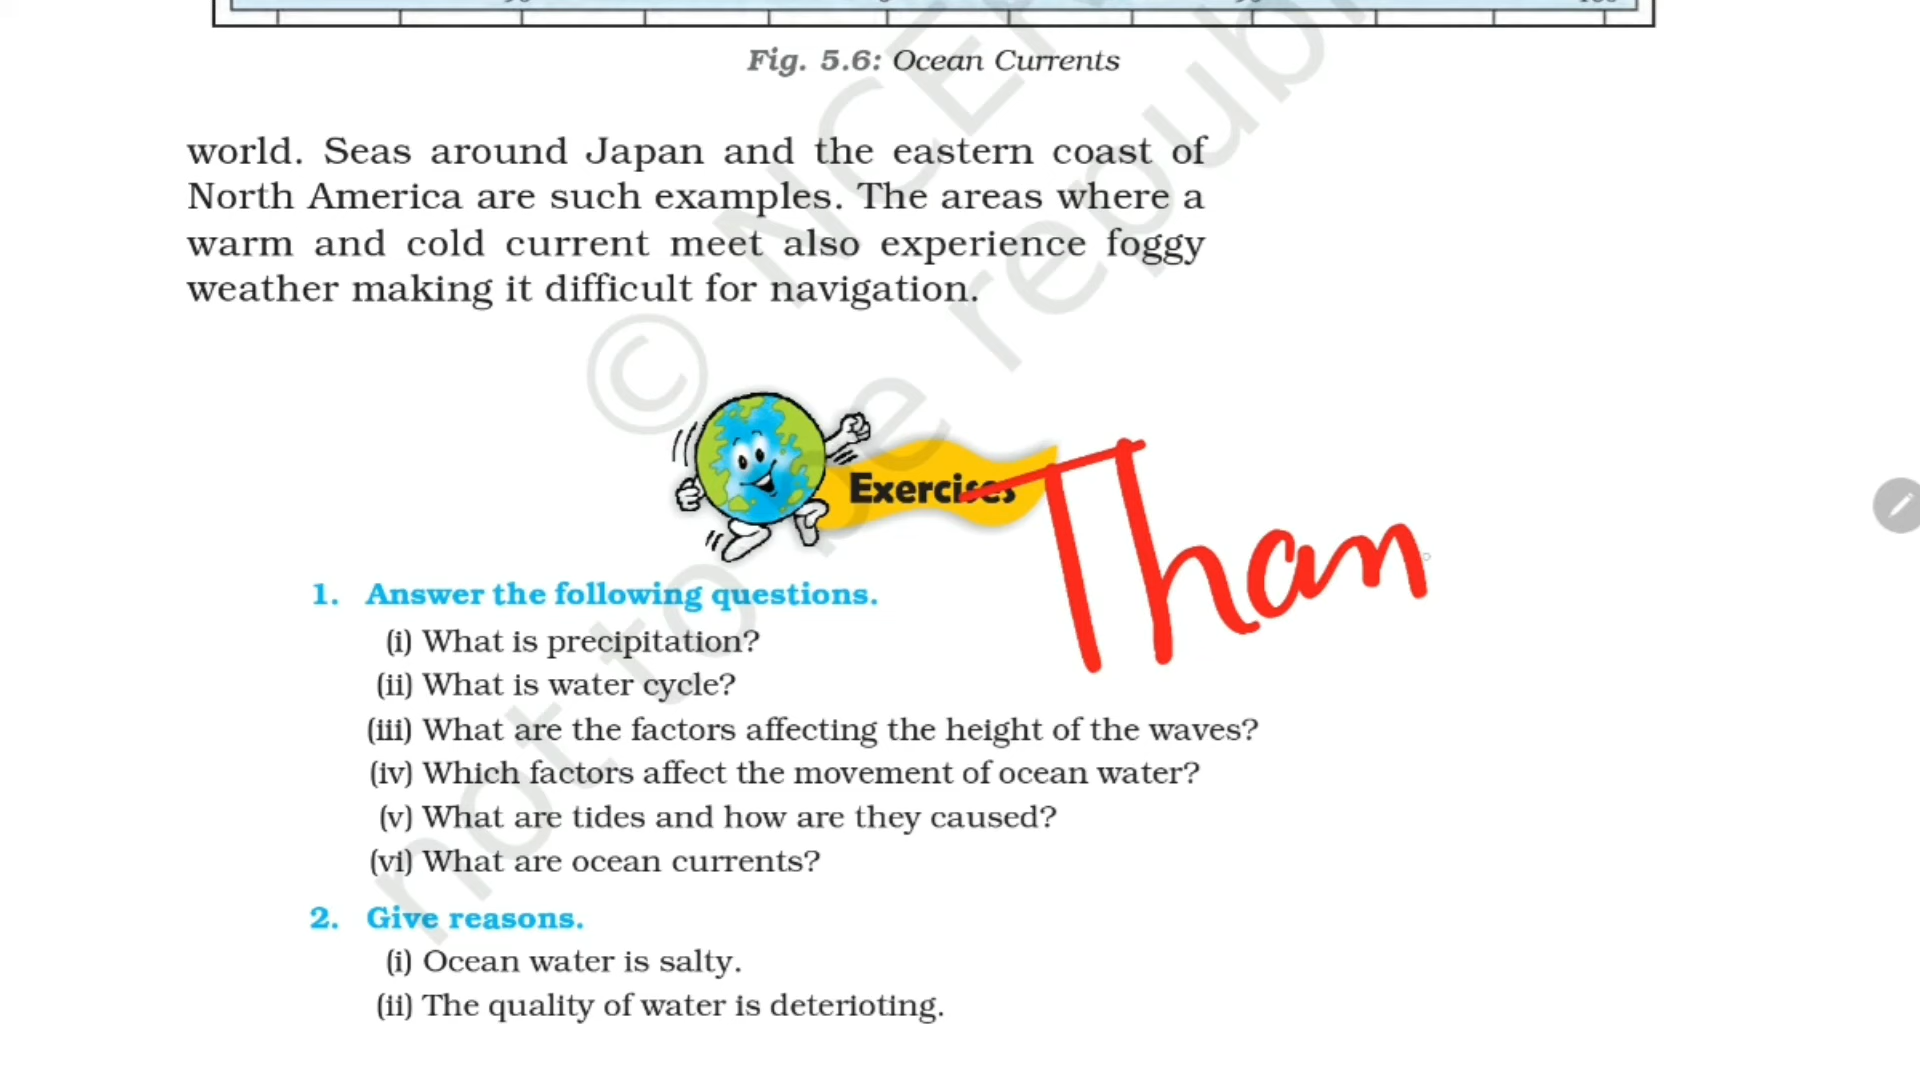 Fig. 5.6: Ocean Currents
world. Seas around Japan and the eastern coast of
North America are such examples. The areas where a
warm and cold current meet also experience foggy
weather making it difficult for navigation.
© NCE
not to be republ
Exercises
Than
1. Answer the following questions.
(i) What is precipitation?
(ii) What is water cycle?
(iii) What are the factors affecting the height of the waves?
(iv) Which factors affect the movement of ocean water?
(v) What are tides and how are they caused?
(vi) What are ocean currents?
2. Give reasons.
(i) Ocean water is salty.
(ii) The quality of water is deterioting.